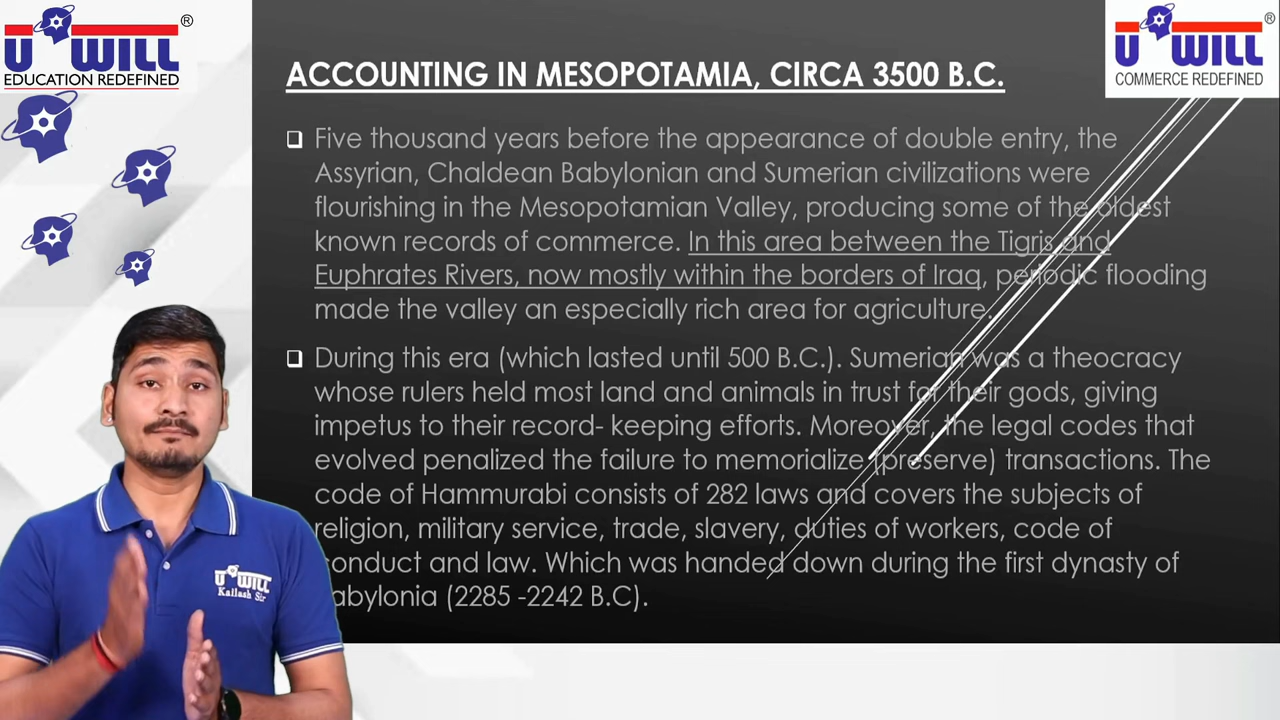 U WILL ®
EDUCATION REDEFINED
U WILL ®
COMMERCE REDEFINED
ACCOUNTING IN MESOPOTAMIA, CIRCA 3500 B.C.
Five thousand years before the appearance of double entry, the
Assyrian, Chaldean Babylonian and Sumerian civilizations were
flourishing in the Mesopotamian Valley, producing some of the oldest
known records of commerce. In this area between the Tigris and
Euphrates Rivers, now mostly within the borders of Iraq, periodic flooding
made the valley an especially rich area for agriculture.
During this era (which lasted until 500 B.C.). Sumerian was a theocracy
whose rulers held most land and animals in trust for their gods, giving
impetus to their record- keeping efforts. Moreover, the legal codes that
evolved penalized the failure to memorialize (preserve) transactions. The
code of Hammurabi consists of 282 laws and covers the subjects of
religion, military service, trade, slavery, duties of workers, code of
onduct and law. Which was handed down during the first dynasty of
abylonia (2285 -2242 B.C).
U WILL
Kailash Sir